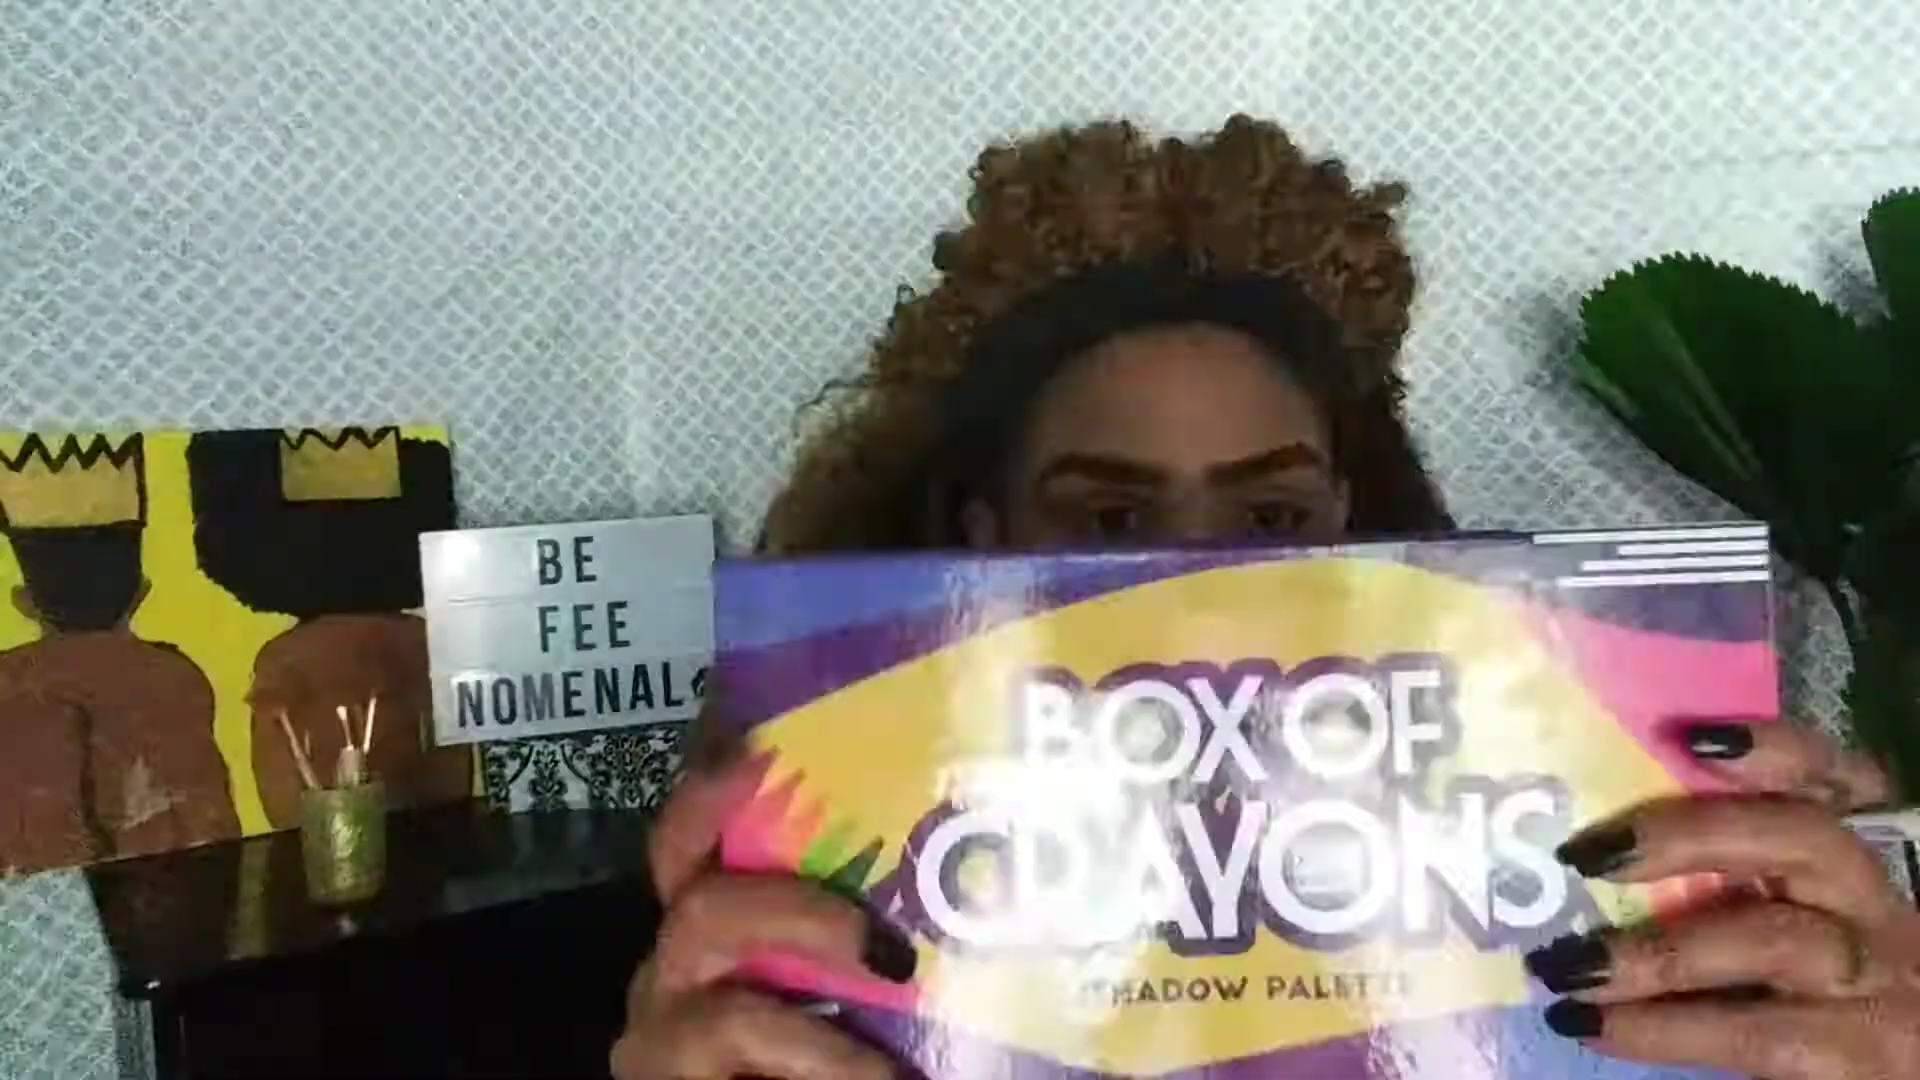 BE
FEE
NOMENAL
BOX OF
CRAYONS
SHADOW PALETTE